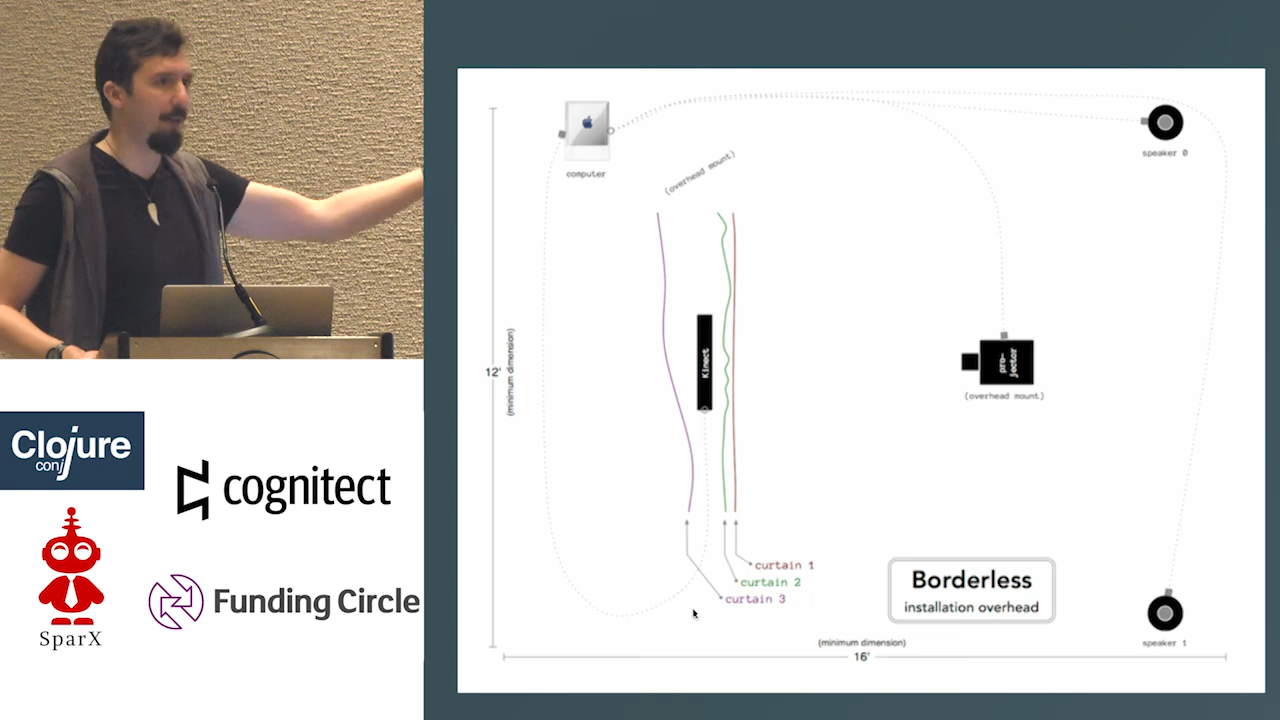 computer
(overhead mount)
speaker 0
12'
(minimum dimension)
Kinect
pro-
jector
(overhead mount)
curtain 1
curtain 2
curtain 3
Borderless
installation overhead
speaker 1
(minimum dimension)
16'
Clojure
conj
cognitect
SparX
Funding Circle